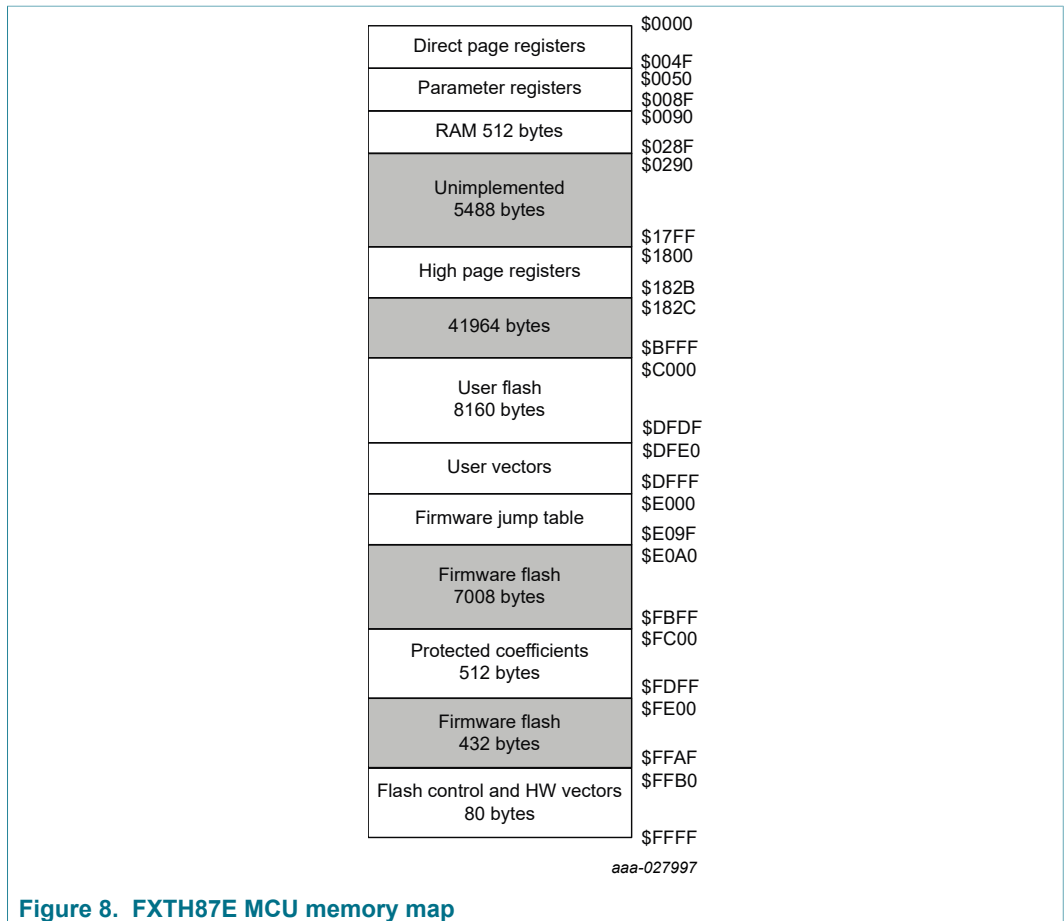 $0000
Direct page registers
$004F
$0050
Parameter registers
$008F
$0090
RAM 512 bytes
$028F
$0290
Unimplemented
5488 bytes
$17FF
$1800
High page registers
$182B
$182C
41964 bytes
$BFFF
$C000
User flash
8160 bytes
$DFDF
$DFE0
User vectors
$DFFF
$E000
Firmware jump table
$E09F
$E0A0
Firmware flash
7008 bytes
$FBFF
$FC00
Protected coefficients
512 bytes
$FDFF
$FE00
Firmware flash
432 bytes
$FFAF
$FFB0
Flash control and HW vectors
80 bytes
$FFFF
aaa-027997
Figure 8. FXTH87E MCU memory map